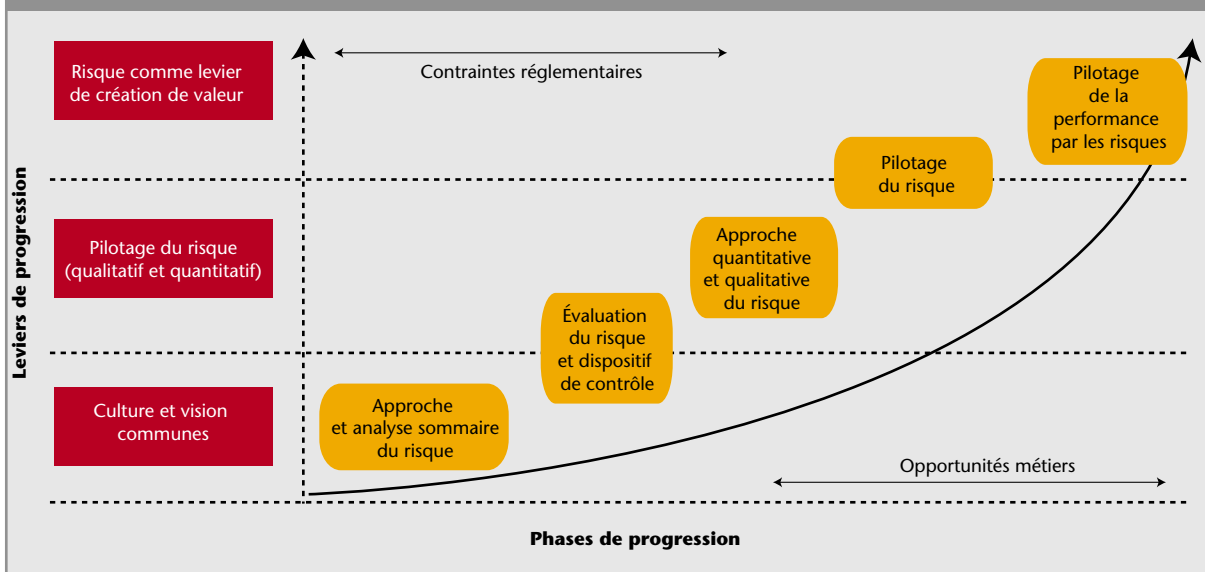 Risque comme levier
de création de valeur
Contraintes réglementaires
Pilotage
de la
performance
par les risques
Pilotage
du risque
Leviers de progression
Pilotage du risque
(qualitatif et quantitatif)
Approche
quantitative
et qualitative
du risque
Évaluation
du risque
et dispositif
de contrôle
Culture et vision
communes
Approche
et analyse sommaire
du risque
Opportunités métiers
Phases de progression